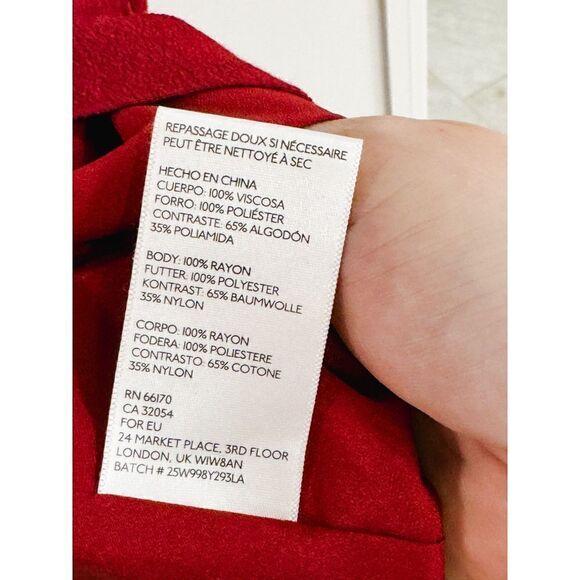 REPASSAGE DOUX SI NÉCESSAIRE
PEUT ÊTRE NETTOYÉ À SEC
HECHO EN CHINA
CUERPO: 100% VISCOSA
FORRO: 100% POLIÉSTER
CONTRASTE: 65% ALGODÓN
35% POLIAMIDA
BODY: 100% RAYON
FUTTER: 100% POLYESTER
KONTRAST: 65% BAUMWOLLE
35% NYLON
CORPO: 100% RAYON
FODERA: 100% POLIESTERE
CONTRASTO: 65% COTONE
35% NYLON
RN 66170
CA 32054
FOR EU
24 MARKET PLACE, 3RD FLOOR
LONDON, UK W1W8AN
BATCH # 25W998Y293LA